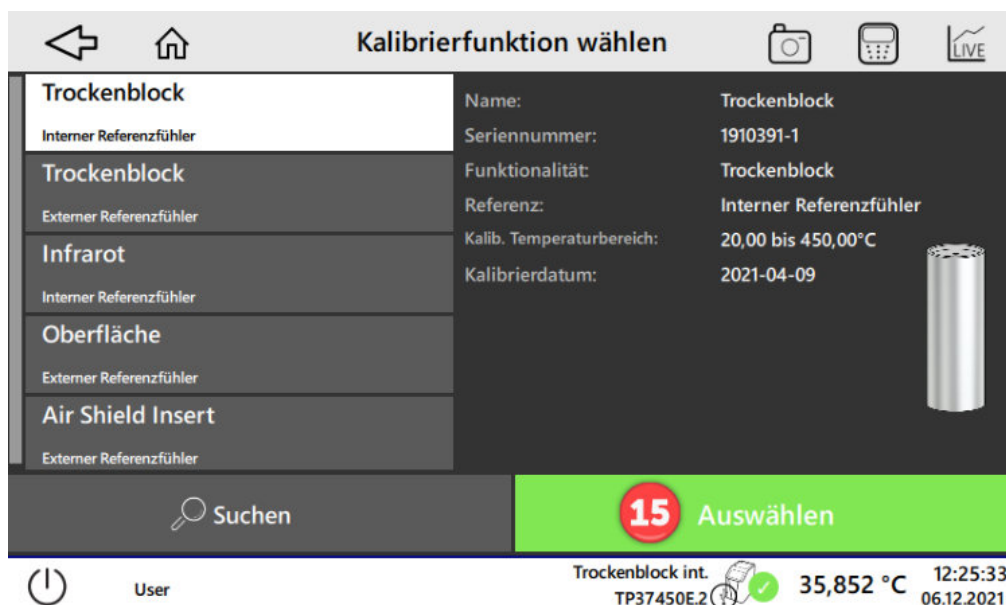 Kalibrierfunktion wählen
LIVE
Trockenblock
Interner Referenzfühler
Trockenblock
Externer Referenzfühler
Infrarot
Interner Referenzfühler
Oberfläche
Externer Referenzfühler
Air Shield Insert
Externer Referenzfühler
Name: Trockenblock
Seriennummer: 1910391-1
Funktionalität: Trockenblock
Referenz: Interner Referenzfühler
Kalib. Temperaturbereich: 20,00 bis 450,00°C
Kalibrierdatum: 2021-04-09
Suchen
15 Auswählen
User
Trockenblock int.
TP37450E.2
35,852 °C
12:25:33
06.12.2021